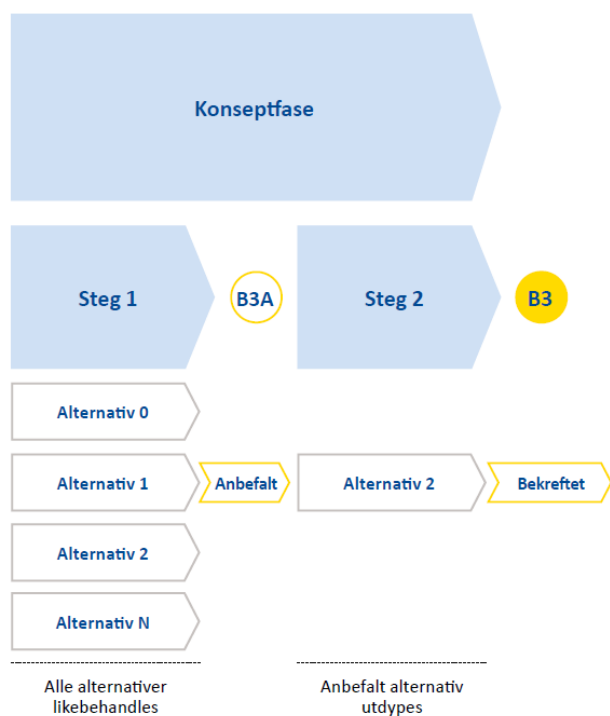 Konseptfase
Steg 1
B3A
Steg 2
B3
Alternativ 0
Alternativ 1
Anbefalt
Alternativ 2
Bekreftet
Alternativ 2
Alternativ N
Alle alternativer
likebehandles
Anbefalt alternativ
utdypes